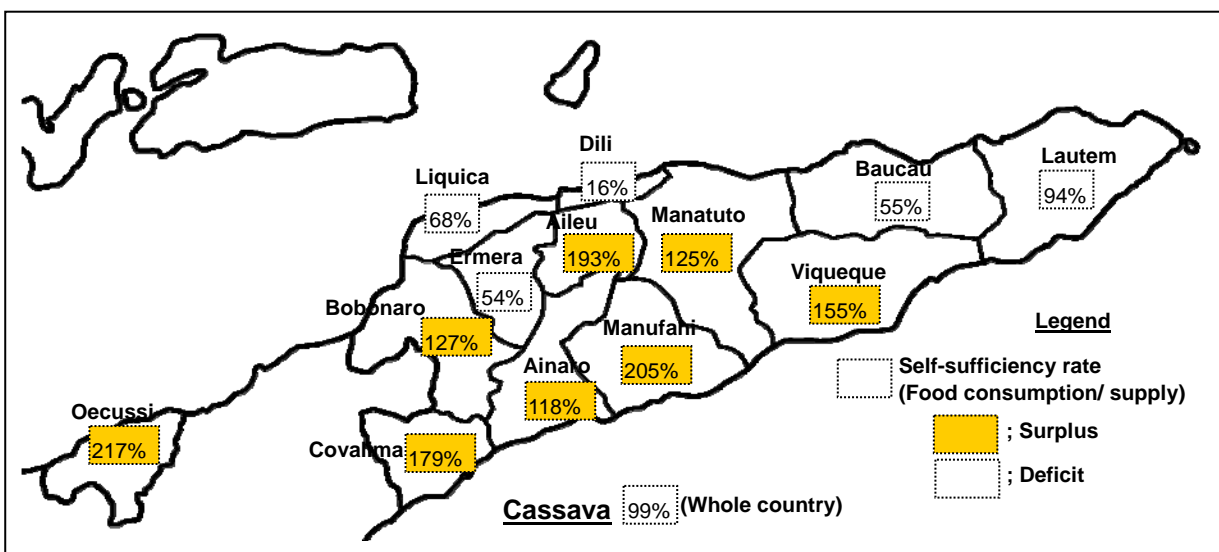 Dili
16%
Liquica
68%
Baucau
55%
Lautem
94%
Aileu
193%
Manatuto
125%
Ermera
54%
Viqueque
155%
Bobonaro
127%
Manufahi
205%
Ainaro
118%
Oecussi
217%
Covalima
179%
Legend
Self-sufficiency rate
(Food consumption/ supply)
; Surplus
; Deficit
Cassava 99% (Whole country)